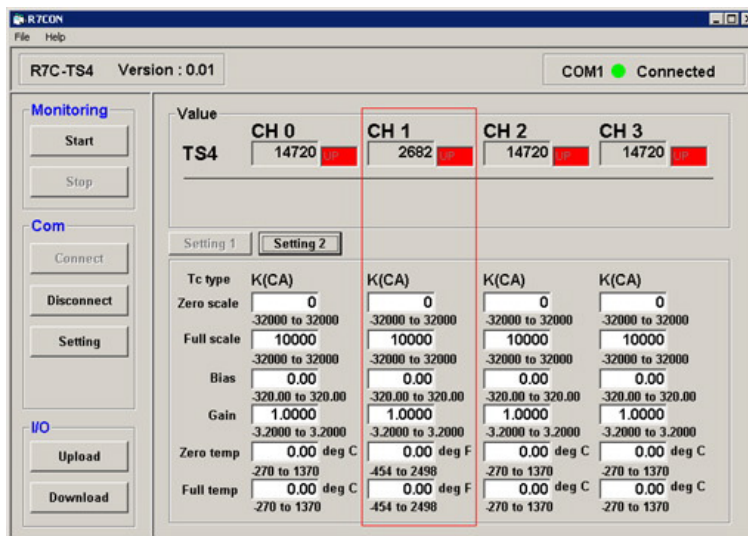 R7CON
File Help
R7C-TS4 Version : 0.01
COM1 Connected
Monitoring
Start
Stop
Com
Connect
Disconnect
Setting
I/O
Upload
Download
Value
CH 0 CH 1 CH 2 CH 3
TS4 14720 UP 2682 UP 14720 UP 14720 UP
Setting 1 Setting 2
Tc type K(CA) K(CA) K(CA) K(CA)
Zero scale 0 0 0 0
-32000 to 32000 -32000 to 32000 -32000 to 32000 -32000 to 32000
Full scale 10000 10000 10000 10000
-32000 to 32000 -32000 to 32000 -32000 to 32000 -32000 to 32000
Bias 0.00 0.00 0.00 0.00
-320.00 to 320.00 -320.00 to 320.00 -320.00 to 320.00 -320.00 to 320.00
Gain 1.0000 1.0000 1.0000 1.0000
-3.2000 to 3.2000 -3.2000 to 3.2000 -3.2000 to 3.2000 -3.2000 to 3.2000
Zero temp 0.00 deg C 0.00 deg F 0.00 deg C 0.00 deg C
-270 to 1370 -454 to 2498 -270 to 1370 -270 to 1370
Full temp 0.00 deg C 0.00 deg F 0.00 deg C 0.00 deg C
-270 to 1370 -454 to 2498 -270 to 1370 -270 to 1370